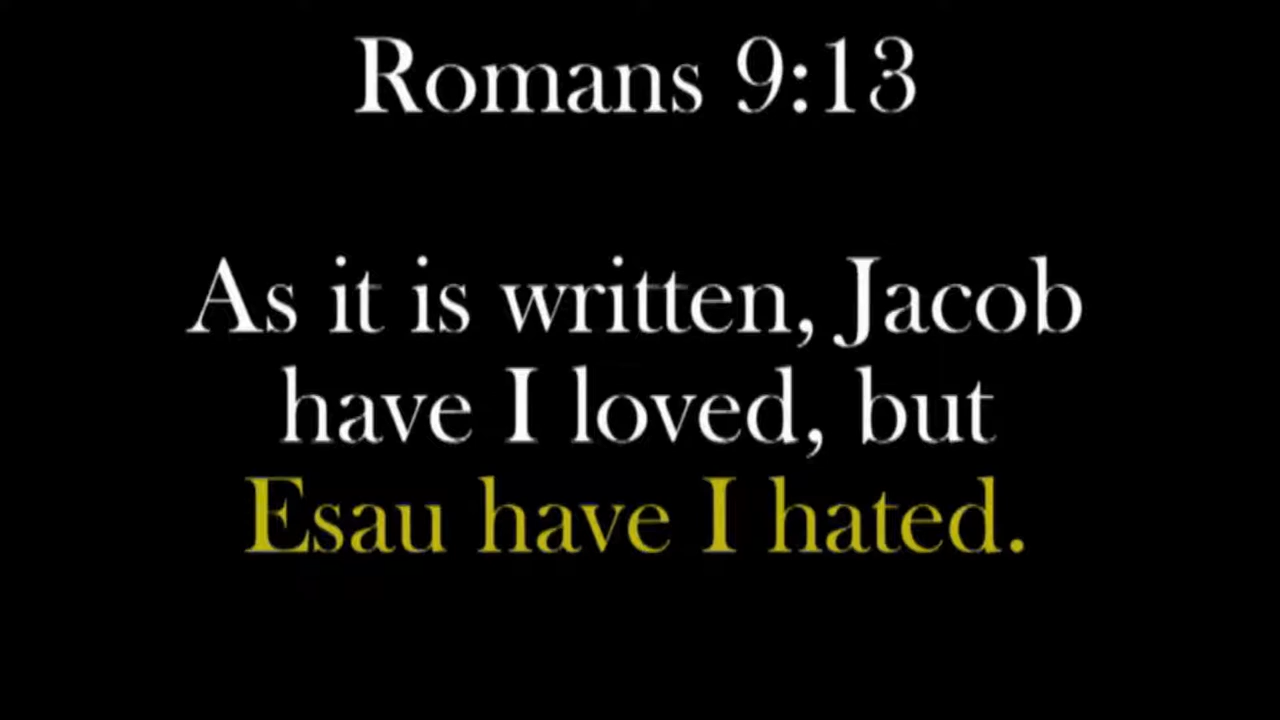 Romans 9:13
As it is written, Jacob
have I loved, but
Esau have I hated.